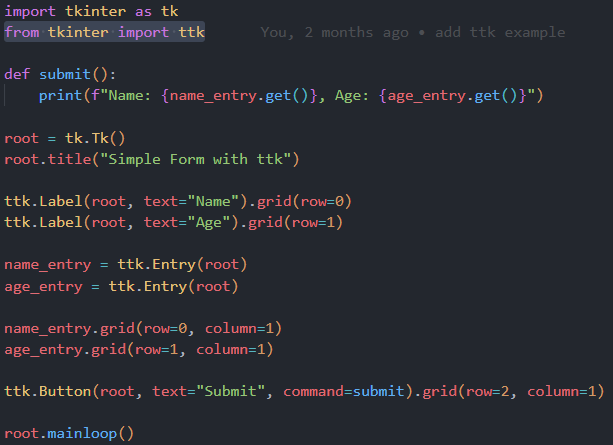 import tkinter as tk
from tkinter import ttk You, 2 months ago • add ttk example
def submit():
    print(f"Name: {name_entry.get()}, Age: {age_entry.get()}")
root = tk.Tk()
root.title("Simple Form with ttk")
ttk.Label(root, text="Name").grid(row=0)
ttk.Label(root, text="Age").grid(row=1)
name_entry = ttk.Entry(root)
age_entry = ttk.Entry(root)
name_entry.grid(row=0, column=1)
age_entry.grid(row=1, column=1)
ttk.Button(root, text="Submit", command=submit).grid(row=2, column=1)
root.mainloop()